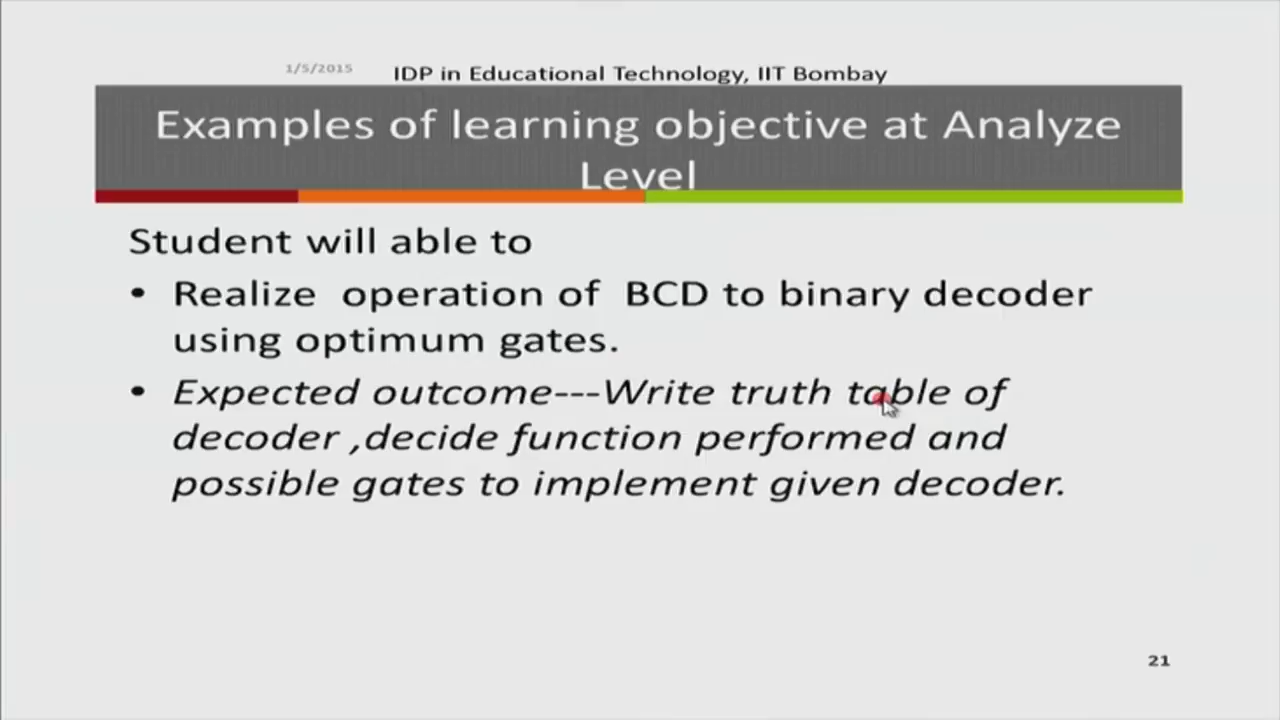 1/5/2015 IDP in Educational Technology, IIT Bombay
Examples of learning objective at Analyze
Level
Student will able to
• Realize operation of BCD to binary decoder
using optimum gates.
• Expected outcome---Write truth table of
decoder ,decide function performed and
possible gates to implement given decoder.
21